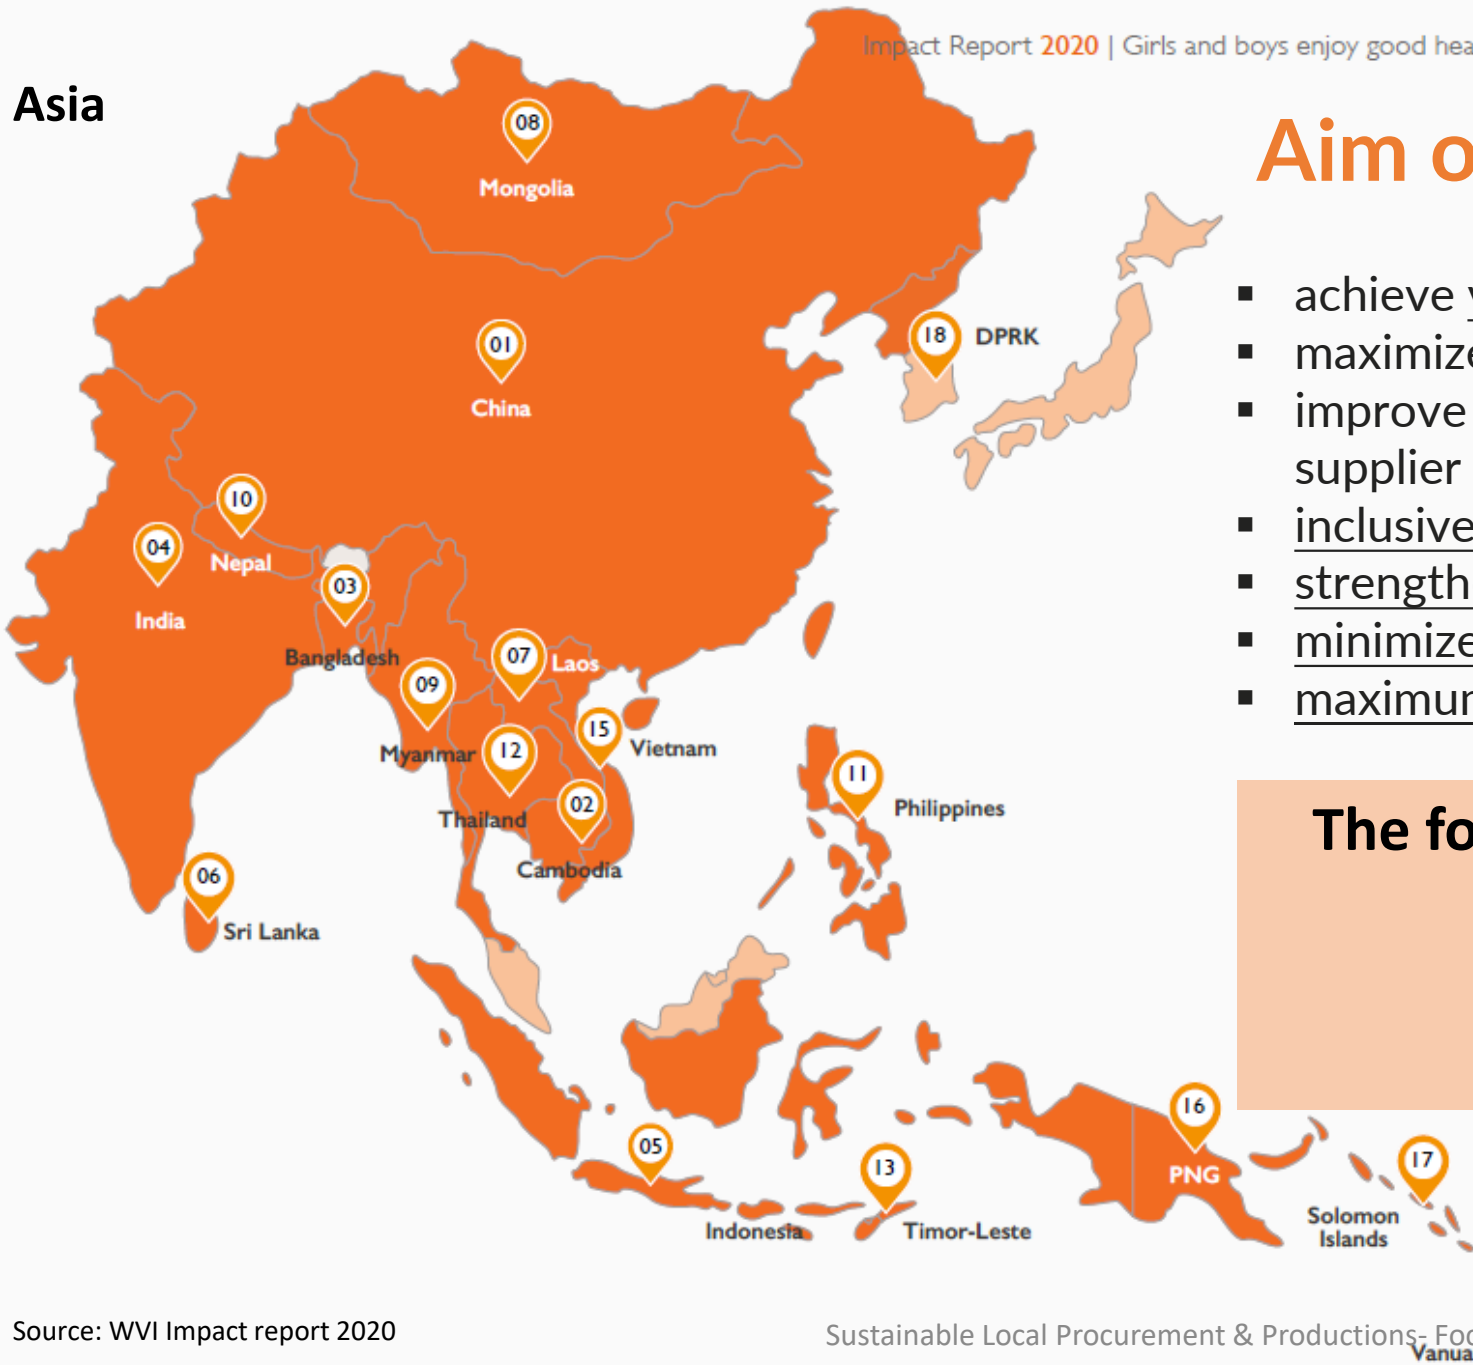 Impact Report 2020 | Girls and boys enjoy good hea
Asia
Aim o
08
Mongolia
▪ achieve
▪ maximize
▪ improve
supplier
▪ inclusive
▪ strength
▪ minimize
▪ maximum
18 DPRK
01
China
10
Nepal
04
India
03
Bangladesh
07 Laos
09
Myanmar
15
Vietnam
12
Thailand
02
Cambodia
11
Philippines
The fo
06
Sri Lanka
16
PNG
05
Indonesia
13
Timor-Leste
17
Solomon
Islands
Source: WVI Impact report 2020
Sustainable Local Procurement & Productions- Foo
Vanua